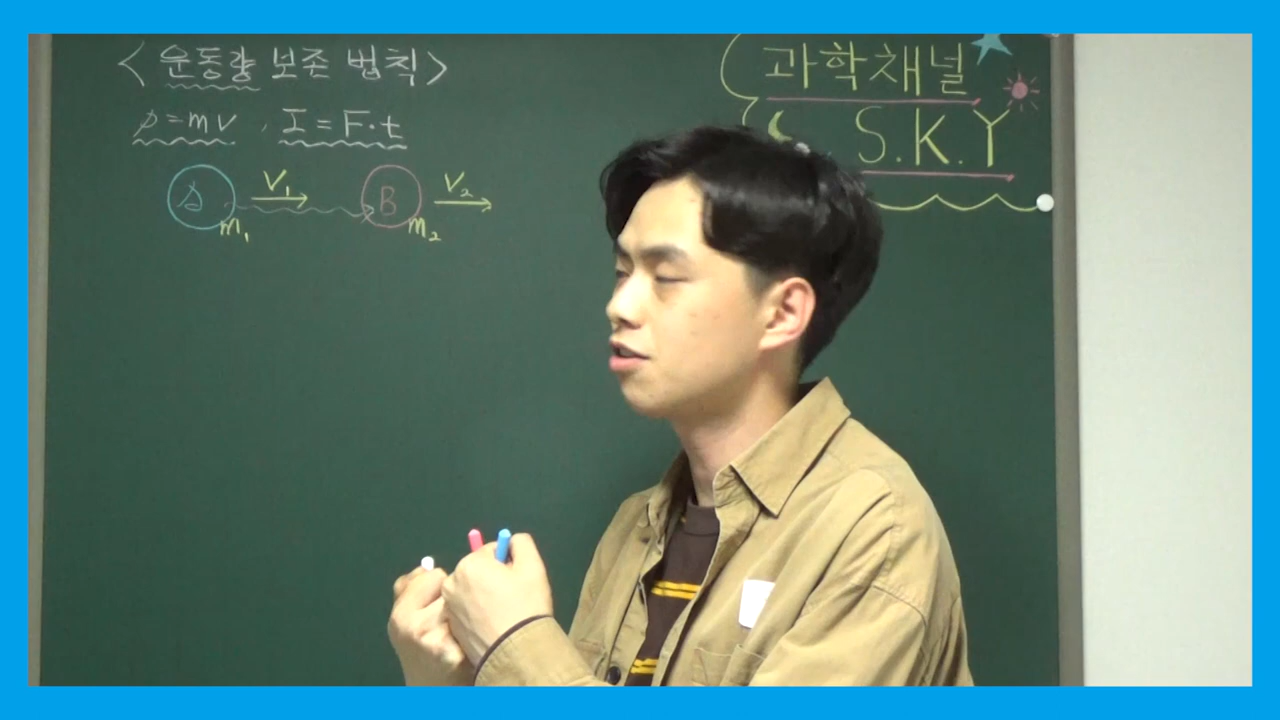 <운동량 보존 법칙>
p=mv, I=F·t
A V₁ B V₂
m₁ m₂
과학채널
S.K.Y